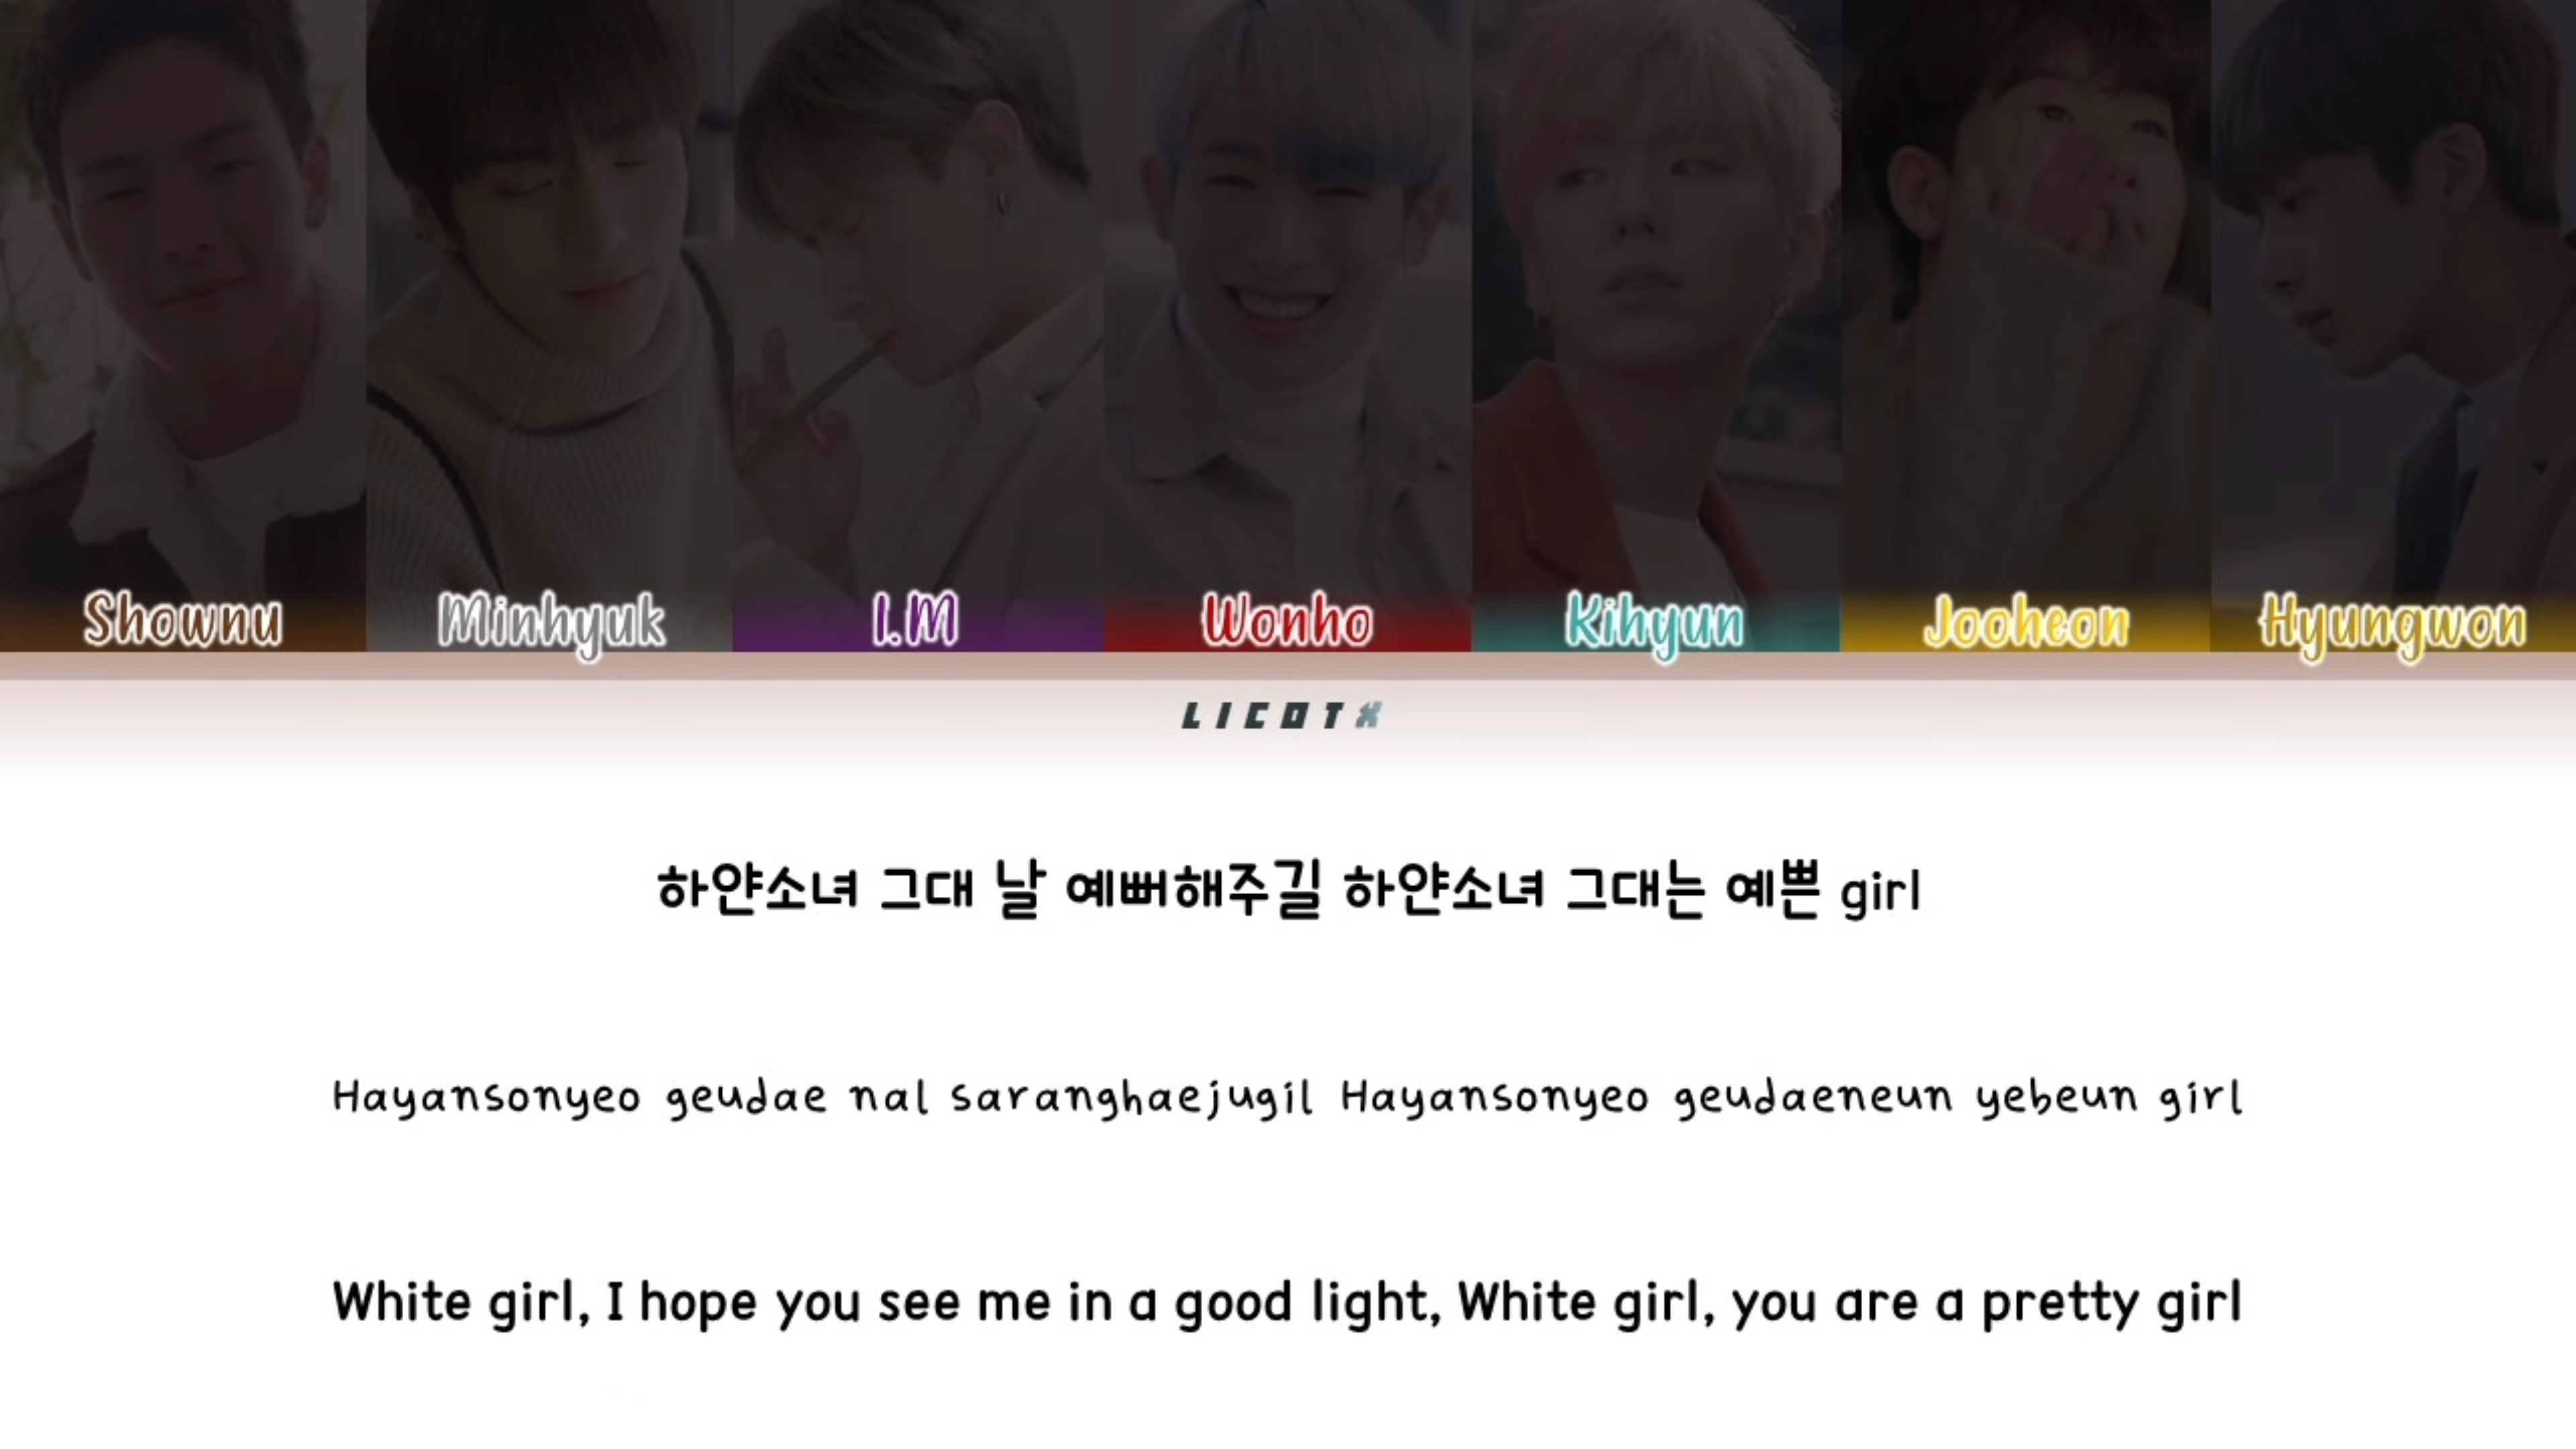 Shownu Minhyuk I.M Wonho Kihyun Jooheon Hyungwon
LICOTX
하얀소녀 그대 날 예뻐해주길 하얀소녀 그대는 예쁜 girl
Hayansonyeo geudae nal saranghaejugil Hayansonyeo geudaeneun yebeun girl
White girl, I hope you see me in a good light, White girl, you are a pretty girl